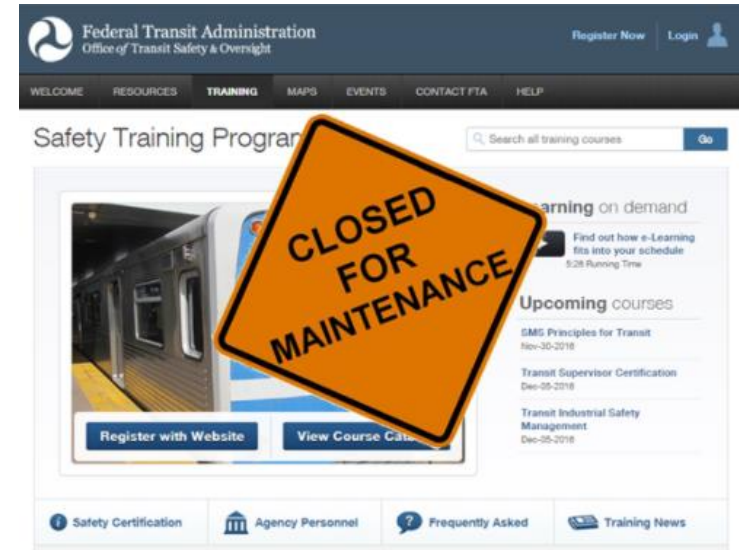 Federal Transit Administration
Office of Transit Safety & Oversight
Register Now
Login
WELCOME RESOURCES TRAINING MAPS EVENTS CONTACT FTA HELP
Safety Training Progra
Search all training courses
Go
CLOSED
FOR
MAINTENANCE
arning on demand
Find out how e-Learning
fits into your schedule
5:28 Running Time
Upcoming courses
SMS Principles for Transit
Nov-30-2016
Transit Supervisor Certification
Dec-05-2016
Transit Industrial Safety
Management
Dec-05-2016
Register with Website
View Course Cat
Safety Certification
Agency Personnel
Frequently Asked
Training News